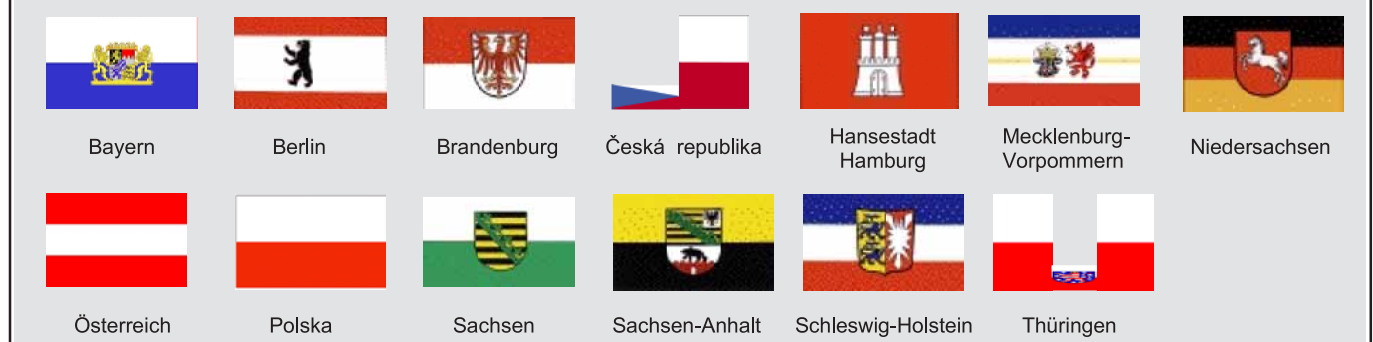 Bayern
Berlin
Brandenburg
Česká republika
Hansestadt
Hamburg
Mecklenburg-
Vorpommern
Niedersachsen
Österreich
Polska
Sachsen
Sachsen-Anhalt
Schleswig-Holstein
Thüringen